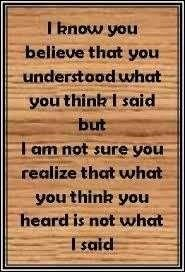 I know you
believe that you
understood what
you think I said
but
I am not sure you
realize that what
you think you
heard is not what
I said